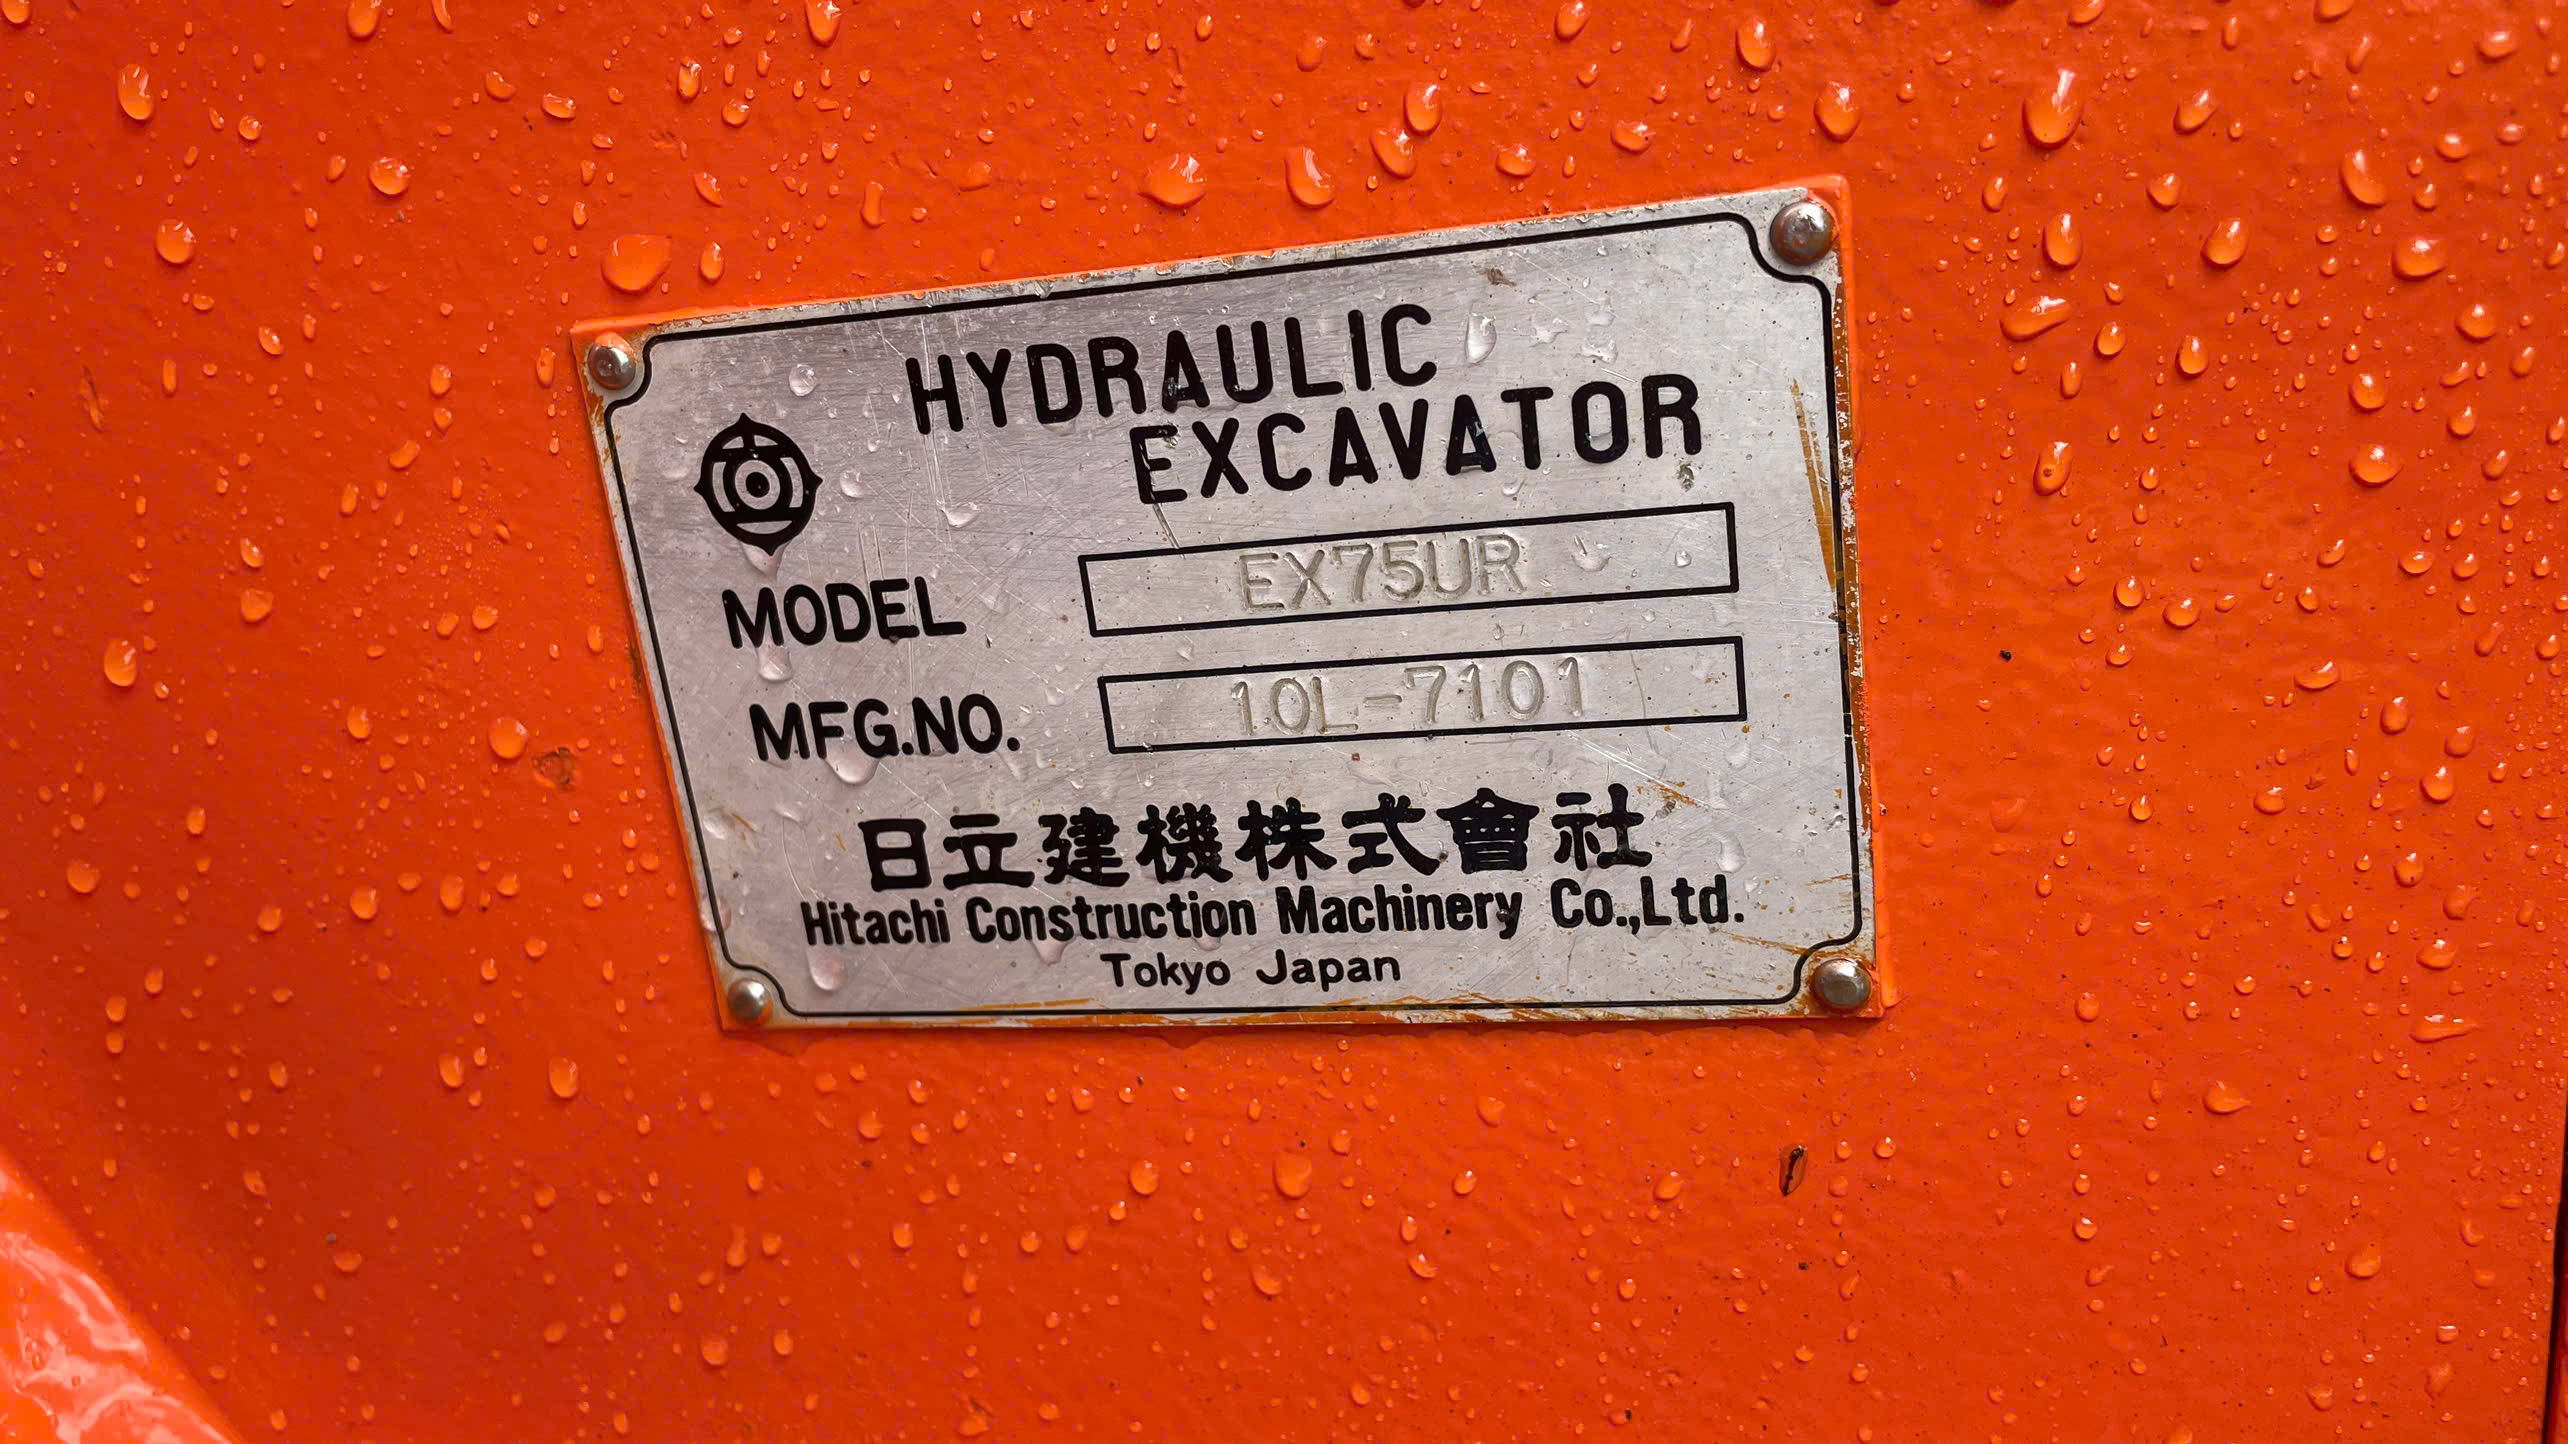 HYDRAULIC
EXCAVATOR
MODEL EX75UR
MFG.NO. 10L-7101
日立建機株式會社
Hitachi Construction Machinery Co.,Ltd.
Tokyo Japan